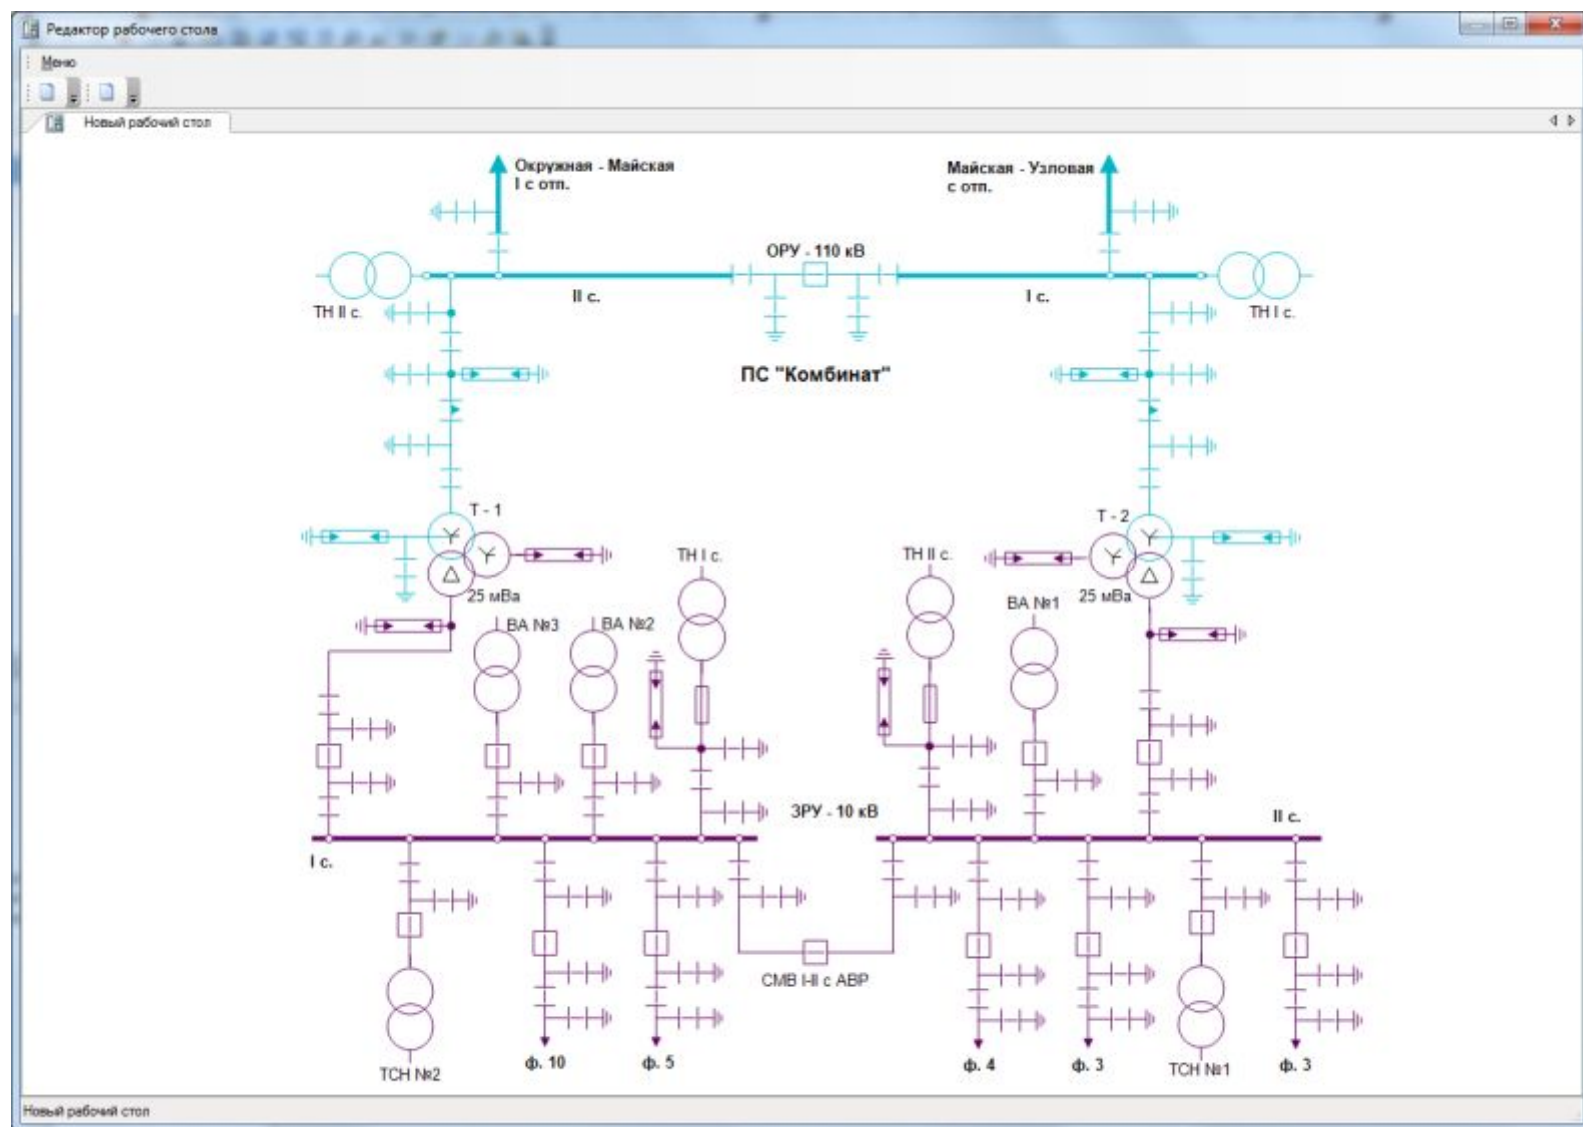 Редактор рабочего стола
Меню
Новый рабочий стол
Окружная - Майская
I с отп.
Майская - Узловая
с отп.
ОРУ - 110 кВ
II с.
I с.
ТН II с.
ТН I с.
ПС "Комбинат"
Т - 1
Т - 2
ТН I с.
ТН II с.
25 мВа
25 мВа
ВА №3
ВА №2
ВА №1
ЗРУ - 10 кВ
II с.
I с.
СМВ I-II с АВР
ТСН №2
ф. 10
ф. 5
ф. 4
ф. 3
ТСН №1
ф. 3
Новый рабочий стол